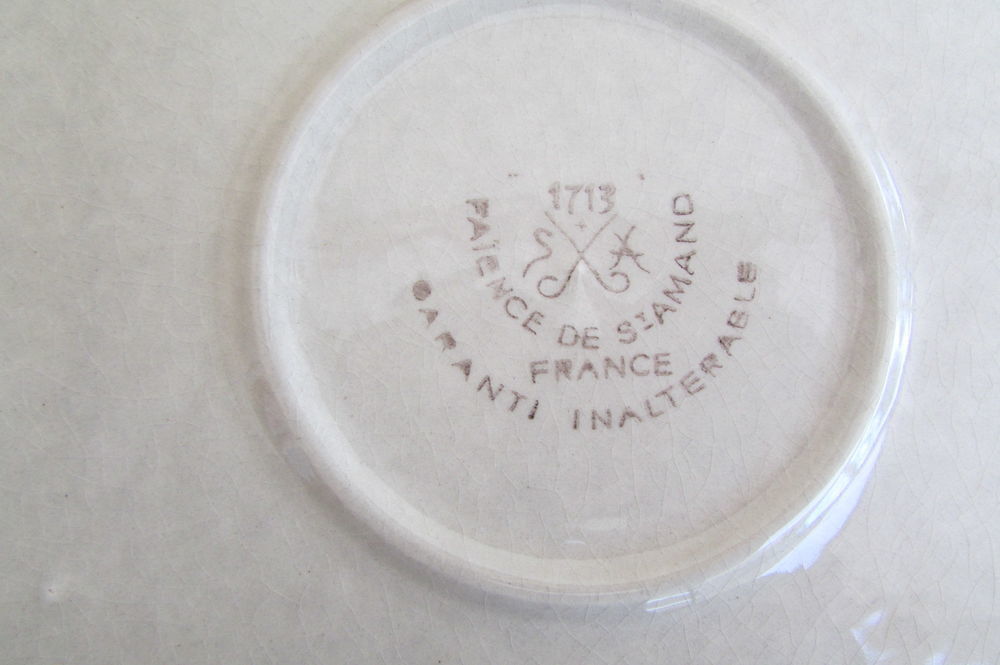 1713
S A
FAÏENCE DE ST AMAND
FRANCE
GARANTI INALTERABLE